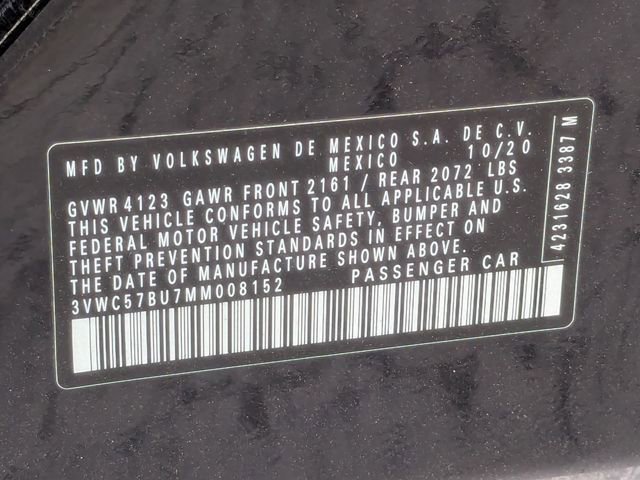 MFD BY VOLKSWAGEN DE MEXICO S.A. DE C.V.
MEXICO 10/20
GVWR 4123 GAWR FRONT 2161 / REAR 2072 LBS
THIS VEHICLE CONFORMS TO ALL APPLICABLE U.S.
FEDERAL MOTOR VEHICLE SAFETY, BUMPER AND
THEFT PREVENTION STANDARDS IN EFFECT ON
THE DATE OF MANUFACTURE SHOWN ABOVE.
3VWC57BU7MM008152 PASSENGER CAR
4231628 3387 M